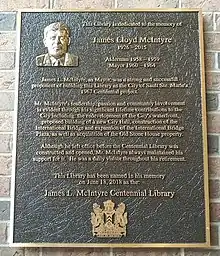 This Library is dedicated to the memory of
James Lloyd McIntyre
1926 - 2015
Alderman 1958 - 1959
Mayor 1960 - 1964
James L. McIntyre, as Mayor, was a strong and successful
proponent of building this Library as the City of Sault Ste. Marie's
1967 Centennial project.
Mr. McIntyre's leadership, passion and community involvement
is evident through his significant lifetime contributions to the
City including: the redevelopment of the City's waterfront,
proposed building of a new City Hall, construction of the
International Bridge and expansion of the International Bridge
Plaza, as well as acquisition of the Old Stone House property.
Although he left office before the Centennial Library was
constructed and opened, Mr. McIntyre always maintained his
support for it. He was a daily visitor throughout his retirement.
This Library has been named in his memory
on June 18, 2018 as the
James L. McIntyre Centennial Library